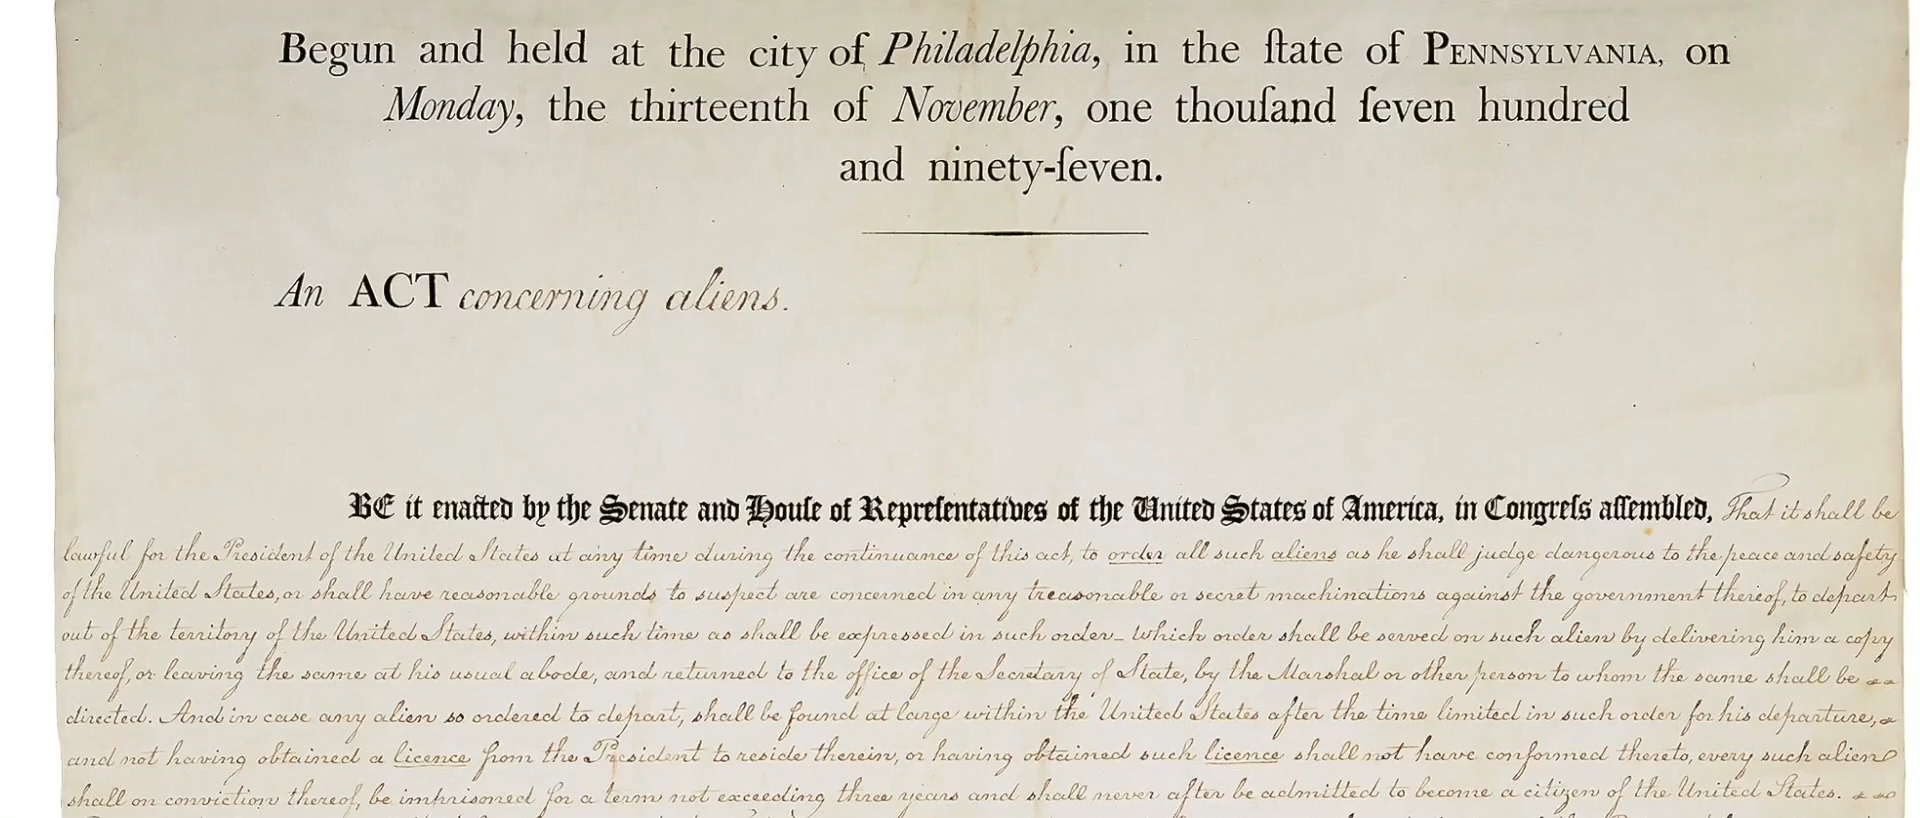 Begun and held at the city of Philadelphia, in the ſtate of PENNSYLVANIA, on
Monday, the thirteenth of November, one thouſand ſeven hundred
and ninety-ſeven.
An ACT concerning aliens.
BE it enacted by the Senate and Houſe of Repreſentatives of the United States of America, in Congreſs aſſembled, That it shall be
lawful for the President of the United States at any time during the continuance of this act, to order all such aliens as he shall judge dangerous to the peace and safety
of the United States, or shall have reasonable grounds to suspect are concerned in any treasonable or secret machinations against the government thereof, to depart
out of the territory of the United States, within such time as shall be expressed in such order_ which order shall be served on such alien by delivering him a copy
thereof, or leaving the same at his usual abode, and returned to the office of the Secretary of State, by the Marshal or other person to whom the same shall be
directed. And in case any alien so ordered to depart, shall be found at large within the United States after the time limited in such order for his departure,
and not having obtained a licence from the President to reside therein, or having obtained such licence shall not have conformed thereto, every such alien
shall on conviction thereof, be imprisoned for a term not exceeding three years and shall never after be admitted to become a citizen of the United States.